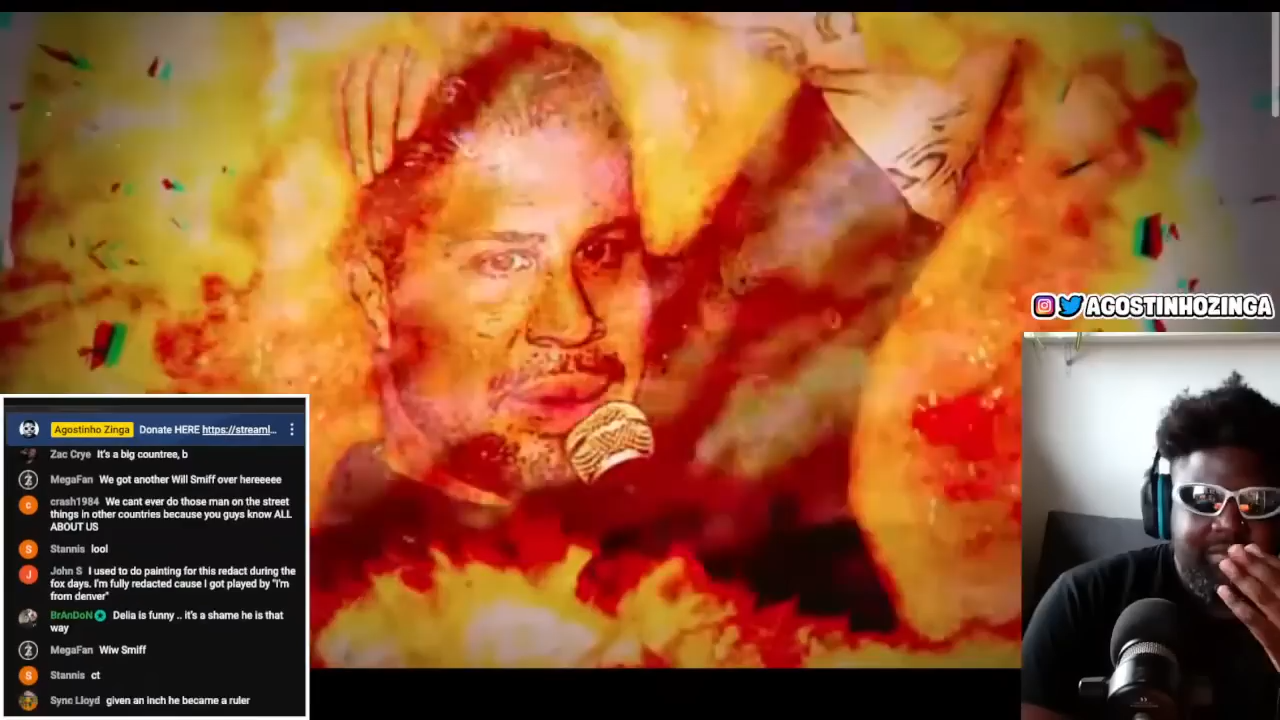 AGOSTINHOZINGA
Agostinho Zinga Donate HERE https://streaml...
Zac Crye It's a big countree, b
MegaFan We got another Will Smiff over hereeeee
crash1984 We cant ever do those man on the street
things in other countries because you guys know ALL
ABOUT US
Stannis lool
John S I used to do painting for this redact during the
fox days. I'm fully redacted cause I got played by "I'm
from denver"
BrAnDoN Delia is funny .. it's a shame he is that
way
MegaFan Wiw Smiff
Stannis ct
Sync Lloyd given an inch he became a ruler